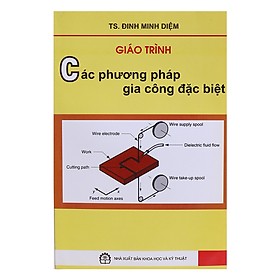 TS. ĐINH MINH DIỆM
GIÁO TRÌNH
Các phương pháp
gia công đặc biệt
Wire supply spool
Wire electrode
Dielectric fluid flow
Work
Cutting path
Wire take-up spool
Feed motion axes
NHÀ XUẤT BẢN KHOA HỌC VÀ KỸ THUẬT